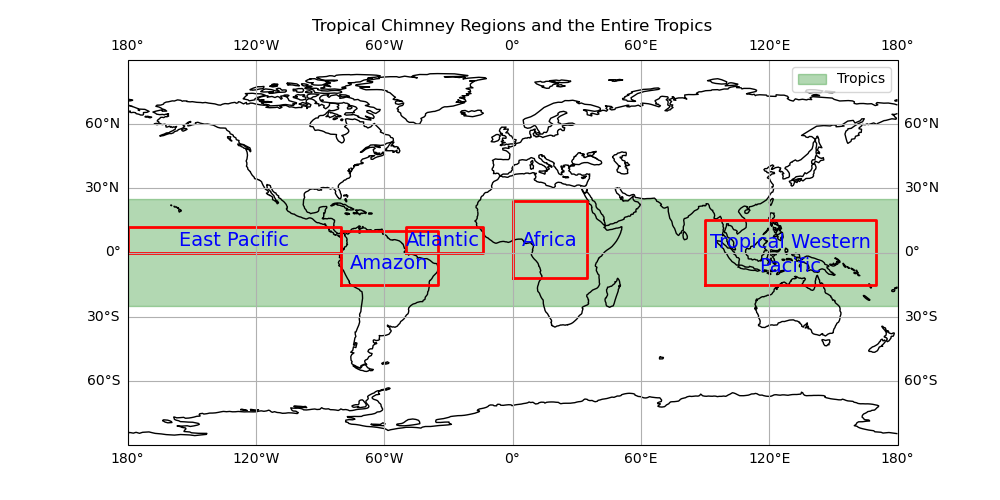 Tropical Chimney Regions and the Entire Tropics
180° 120°W 60°W 0° 60°E 120°E 180°
Tropics
60°N 60°N
30°N 30°N
East Pacific Atlantic Africa Tropical Western
Pacific
0° 0°
Amazon
30°S 30°S
60°S 60°S
180° 120°W 60°W 0° 60°E 120°E 180°